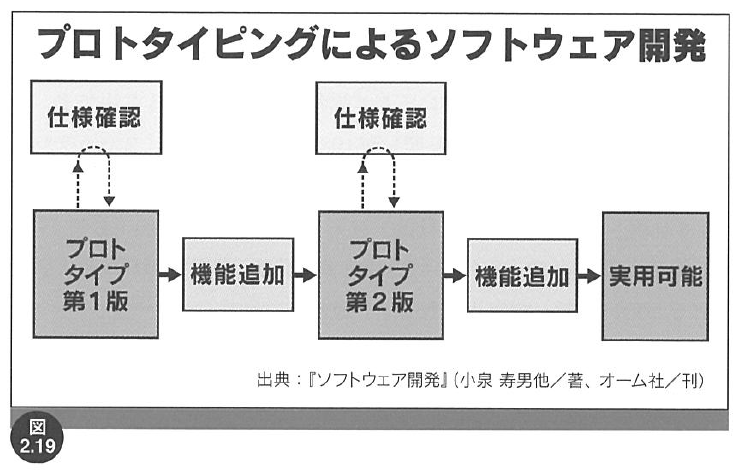 プロトタイピングによるソフトウェア開発
仕様確認
仕様確認
プロト
タイプ
第1版
機能追加
プロト
タイプ
第2版
機能追加
実用可能
出典：『ソフトウェア開発』（小泉 寿男他／著、オーム社／刊）
図
2.19